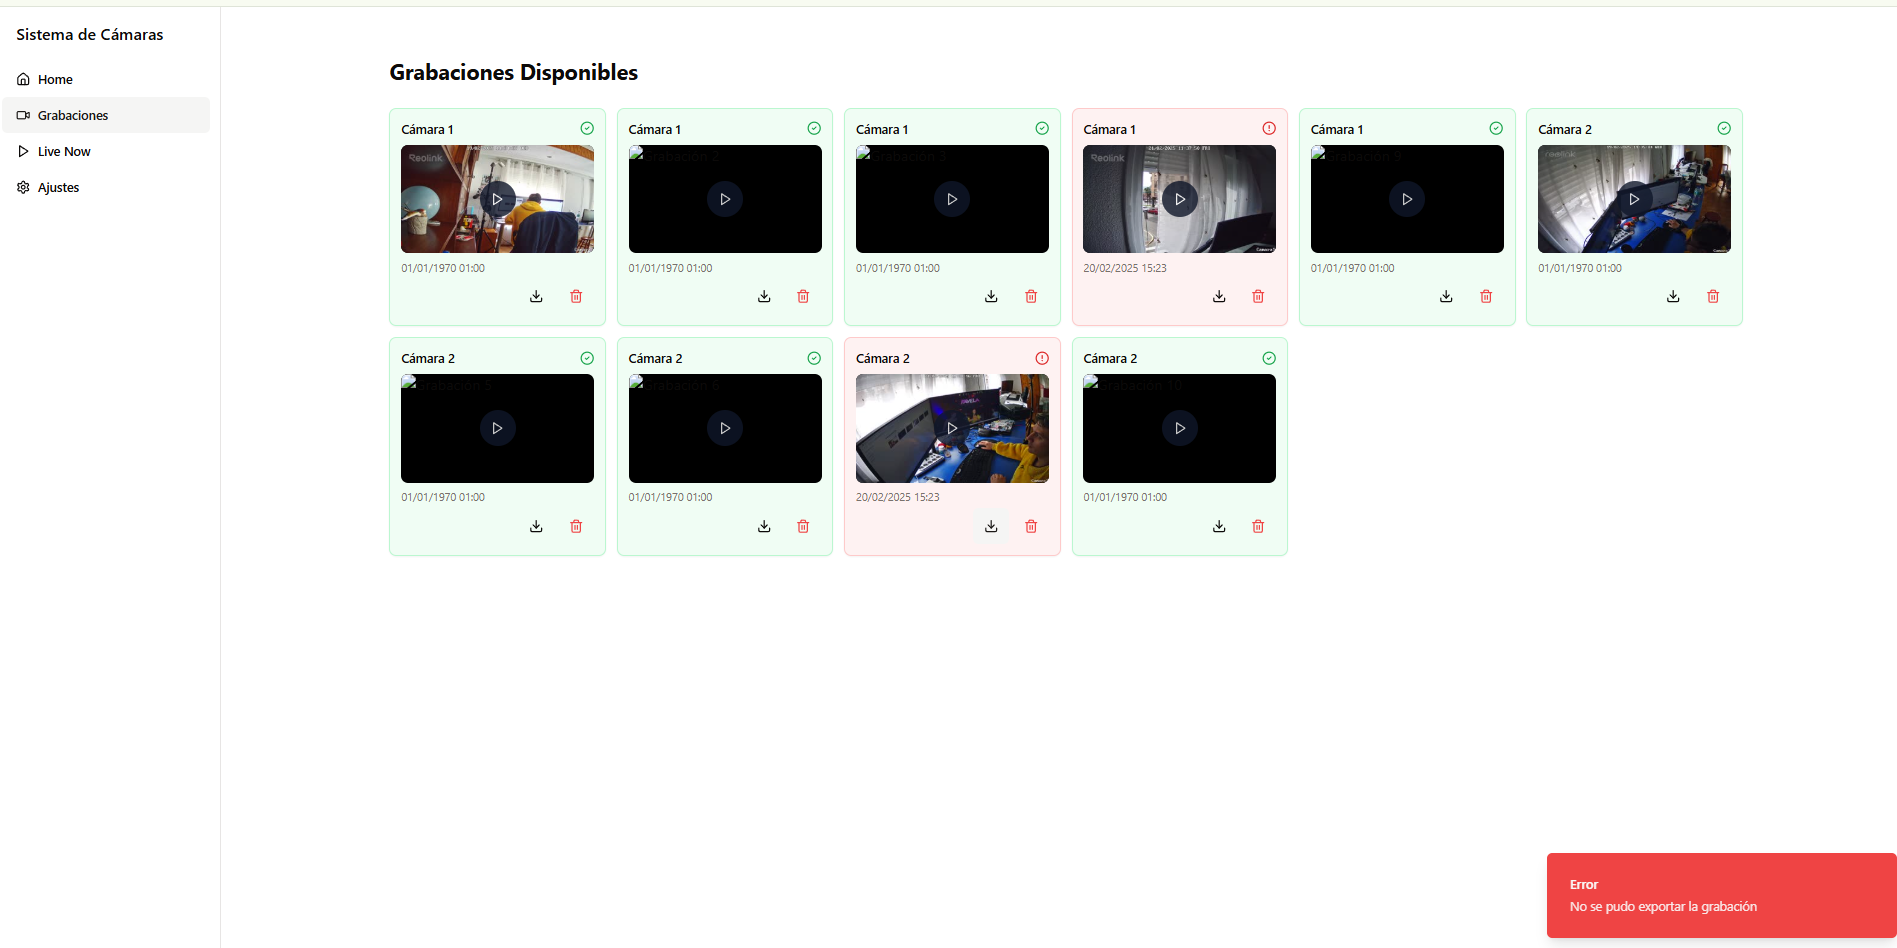 Sistema de Cámaras
Home
Grabaciones
Live Now
Ajustes
Grabaciones Disponibles
Cámara 1
Reolink
01/01/1970 01:00
Cámara 1
Grabación 2
01/01/1970 01:00
Cámara 1
Grabación 3
01/01/1970 01:00
Cámara 1
Reolink
20/02/2025 15:23
Cámara 1
Grabación 9
01/01/1970 01:00
Cámara 2
01/01/1970 01:00
Cámara 2
Grabación 5
01/01/1970 01:00
Cámara 2
Grabación 6
01/01/1970 01:00
Cámara 2
20/02/2025 15:23
Cámara 2
Grabación 10
01/01/1970 01:00
Error
No se pudo exportar la grabación